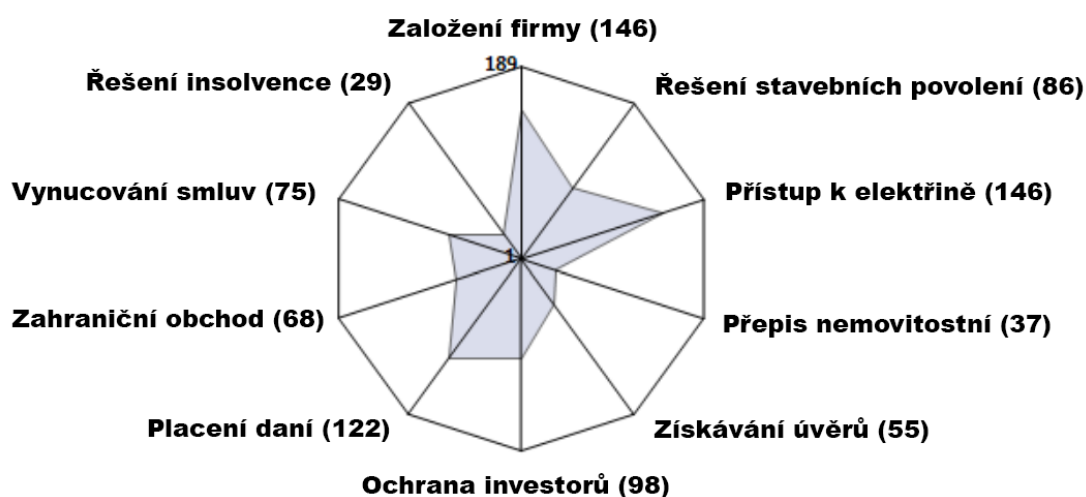 Založení firmy (146)
189
Řešení insolvence (29)
Řešení stavebních povolení (86)
Vynucování smluv (75)
Přístup k elektřině (146)
1
Zahraniční obchod (68)
Přepis nemovitostní (37)
Placení daní (122)
Získávání úvěrů (55)
Ochrana investorů (98)